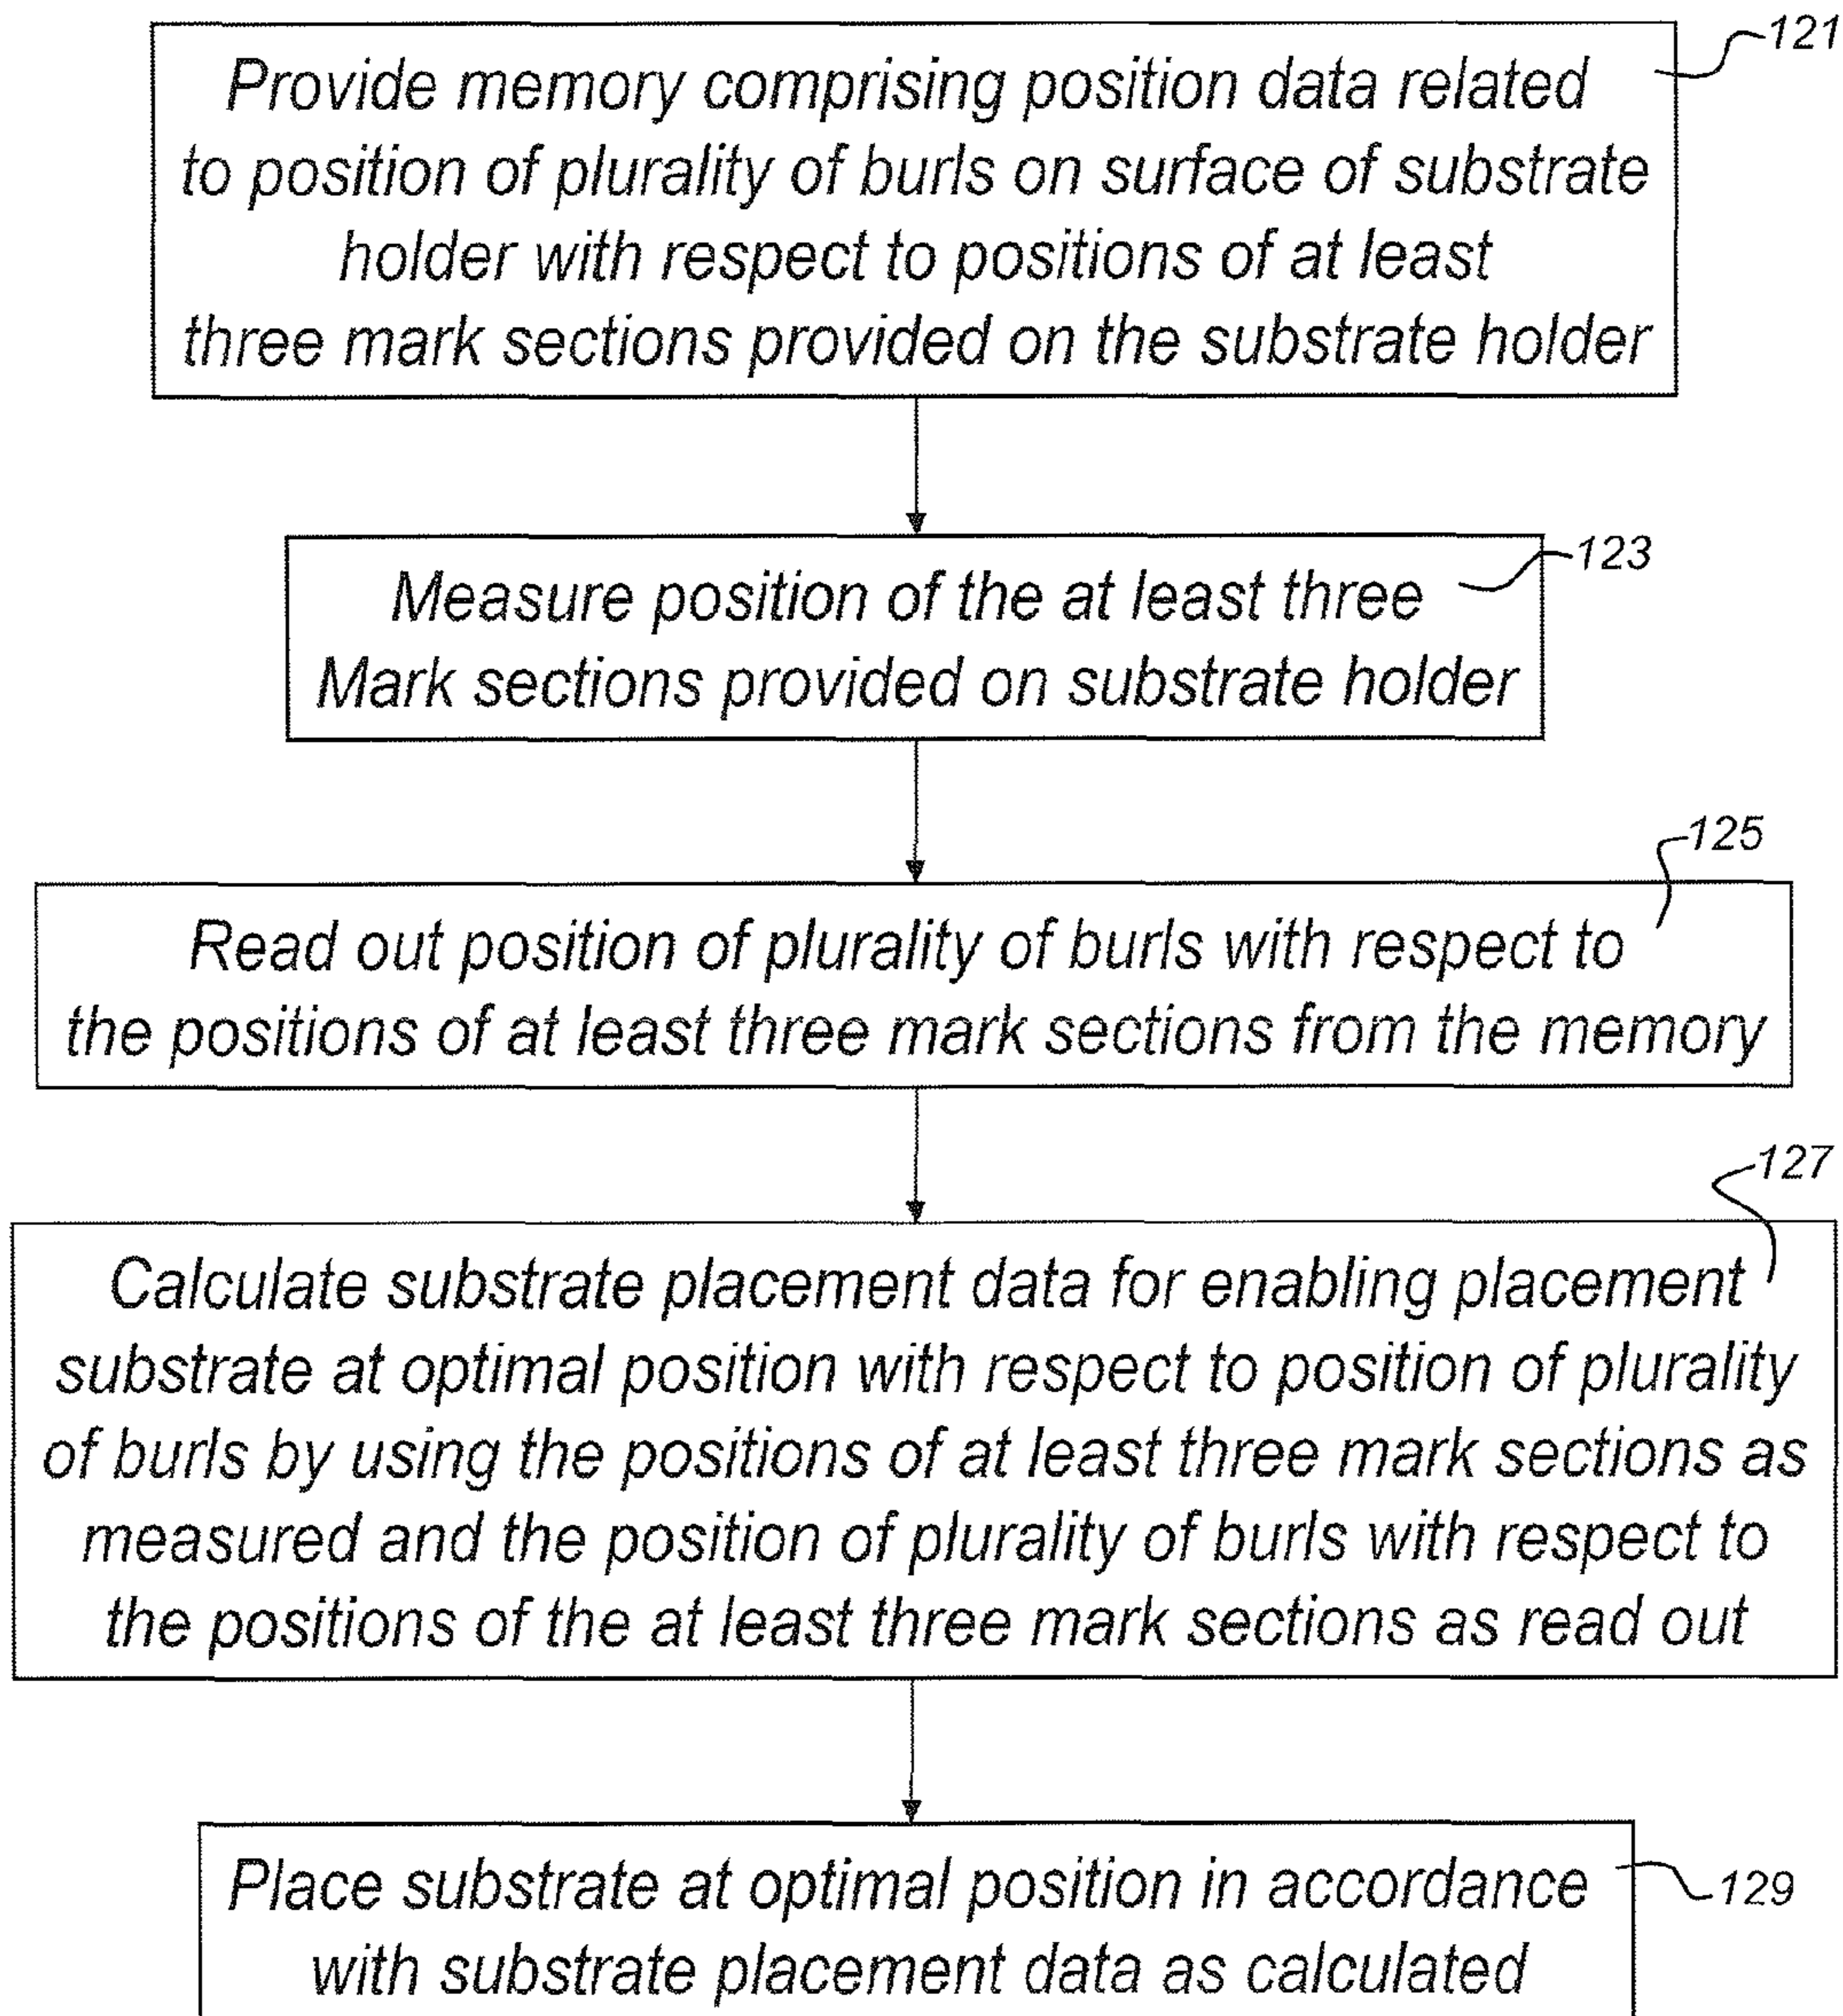 121
Provide memory comprising position data related
to position of plurality of burls on surface of substrate
holder with respect to positions of at least
three mark sections provided on the substrate holder
123
Measure position of the at least three
Mark sections provided on substrate holder
125
Read out position of plurality of burls with respect to
the positions of at least three mark sections from the memory
127
Calculate substrate placement data for enabling placement
substrate at optimal position with respect to position of plurality
of burls by using the positions of at least three mark sections as
measured and the position of plurality of burls with respect to
the positions of the at least three mark sections as read out
Place substrate at optimal position in accordance
129
with substrate placement data as calculated